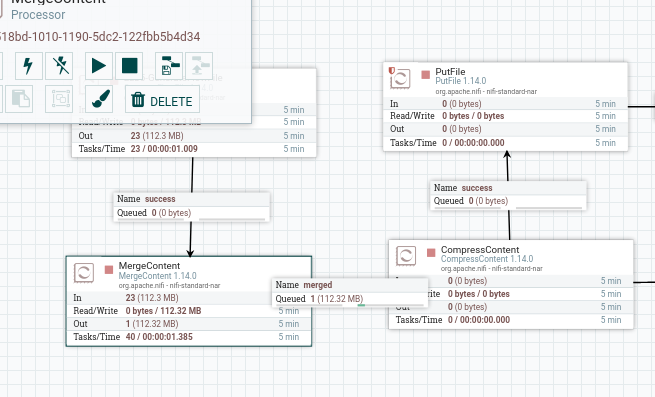 MergeContent
Processor
518bd-1010-1190-5dc2-122fbb5b4d34
DELETE
5 min
5 min
Out 23 (112.3 MB) 5 min
Tasks/Time 23 / 00:00:01.009 5 min
Name success
Queued 0 (0 bytes)
MergeContent
MergeContent 1.14.0
org.apache.nifi - nifi-standard-nar
In 23 (112.3 MB) 5 min
Read/Write 0 bytes / 112.32 MB 5 min
Out 1 (112.32 MB) 5 min
Tasks/Time 40 / 00:00:01.385 5 min
Name merged
Queued 1 (112.32 MB)
PutFile
PutFile 1.14.0
org.apache.nifi - nifi-standard-nar
In 0 (0 bytes) 5 min
Read/Write 0 bytes / 0 bytes 5 min
Out 0 (0 bytes) 5 min
Tasks/Time 0 / 00:00:00.000 5 min
Name success
Queued 0 (0 bytes)
CompressContent
CompressContent 1.14.0
org.apache.nifi - nifi-standard-nar
0 (0 bytes) 5 min
0 bytes / 0 bytes 5 min
Out 0 (0 bytes) 5 min
Tasks/Time 0 / 00:00:00.000 5 min